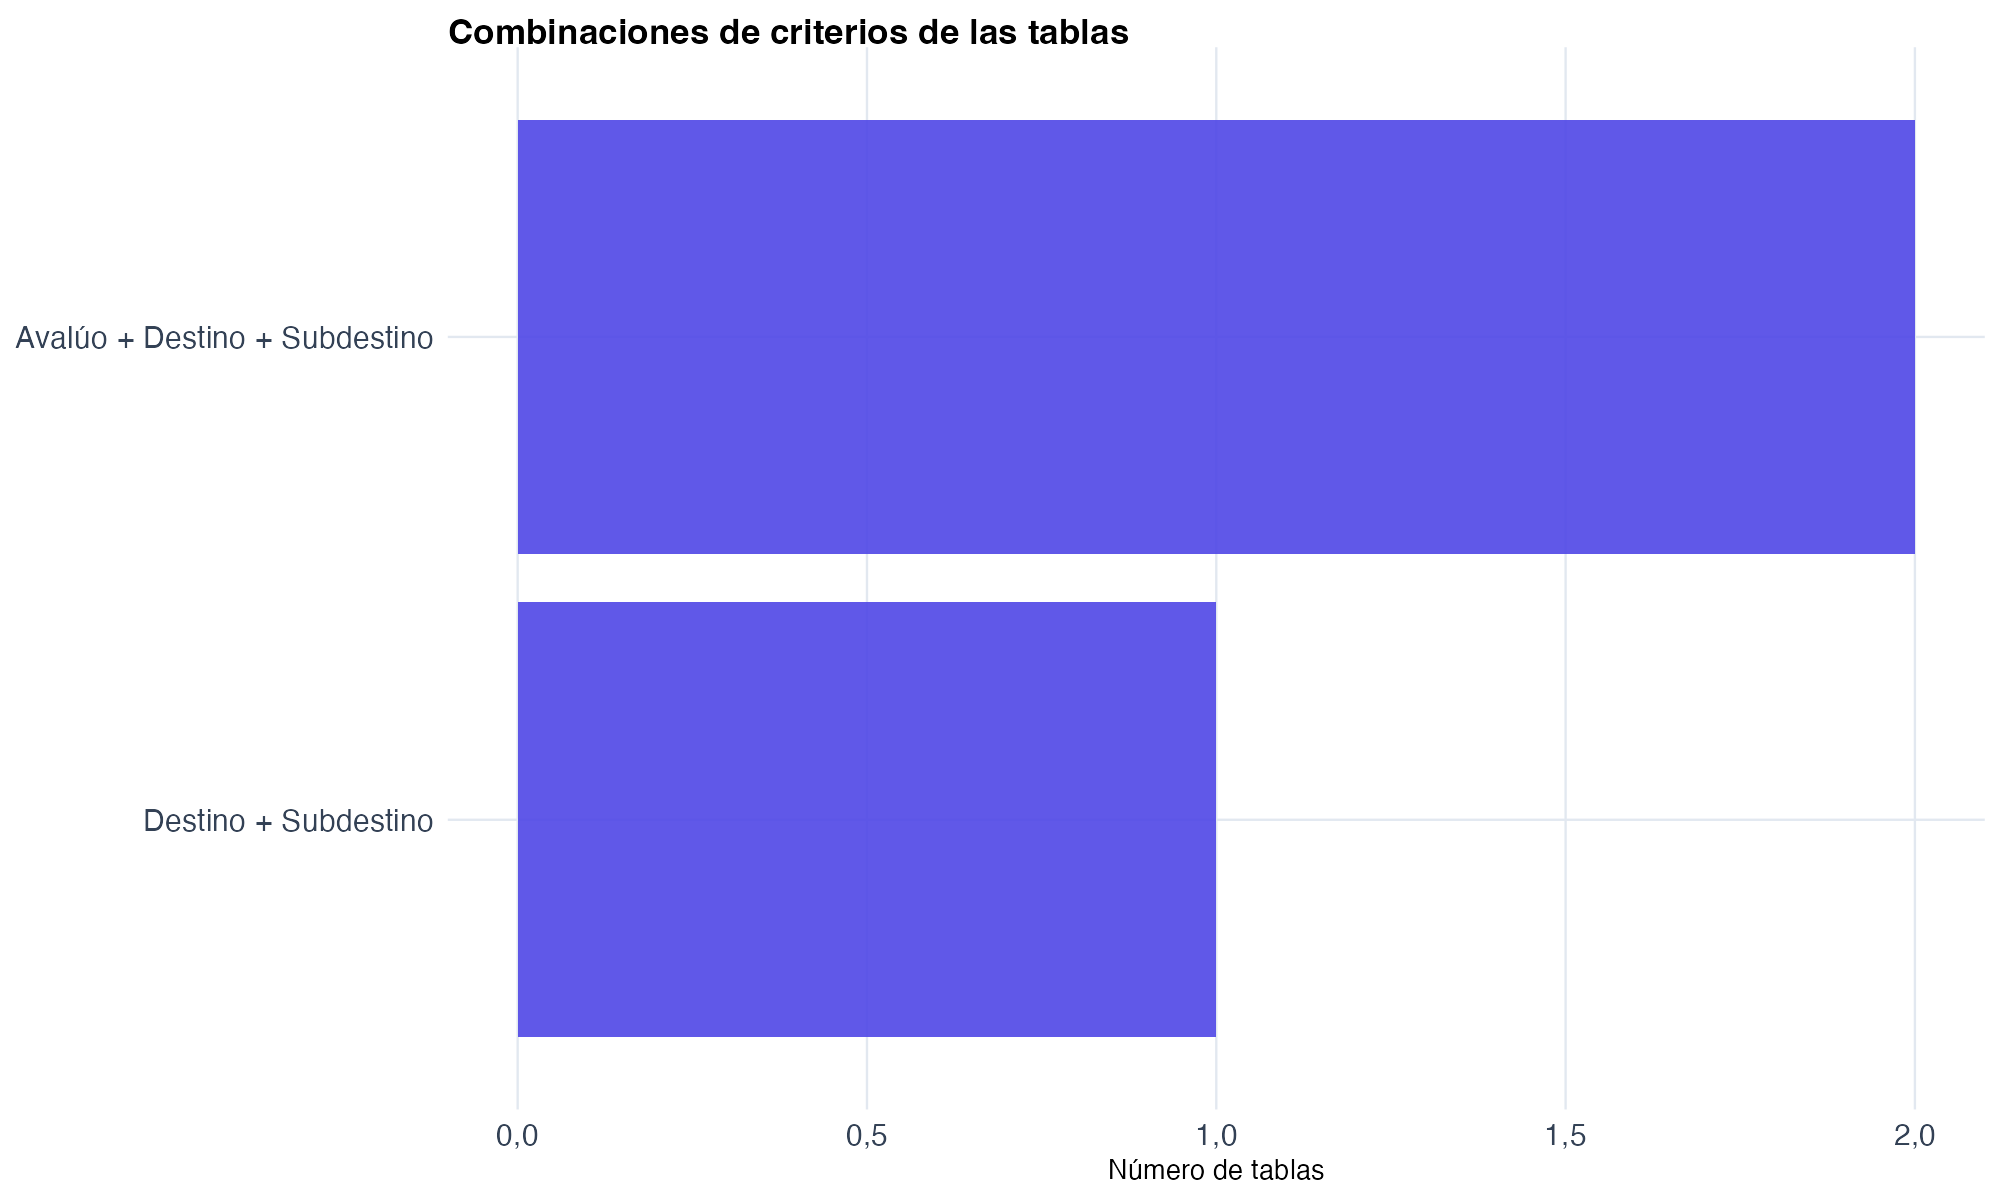 Combinaciones de criterios de las tablas
Avalúo + Destino + Subdestino
Destino + Subdestino
0,0
0,5
1,0
1,5
2,0
Número de tablas